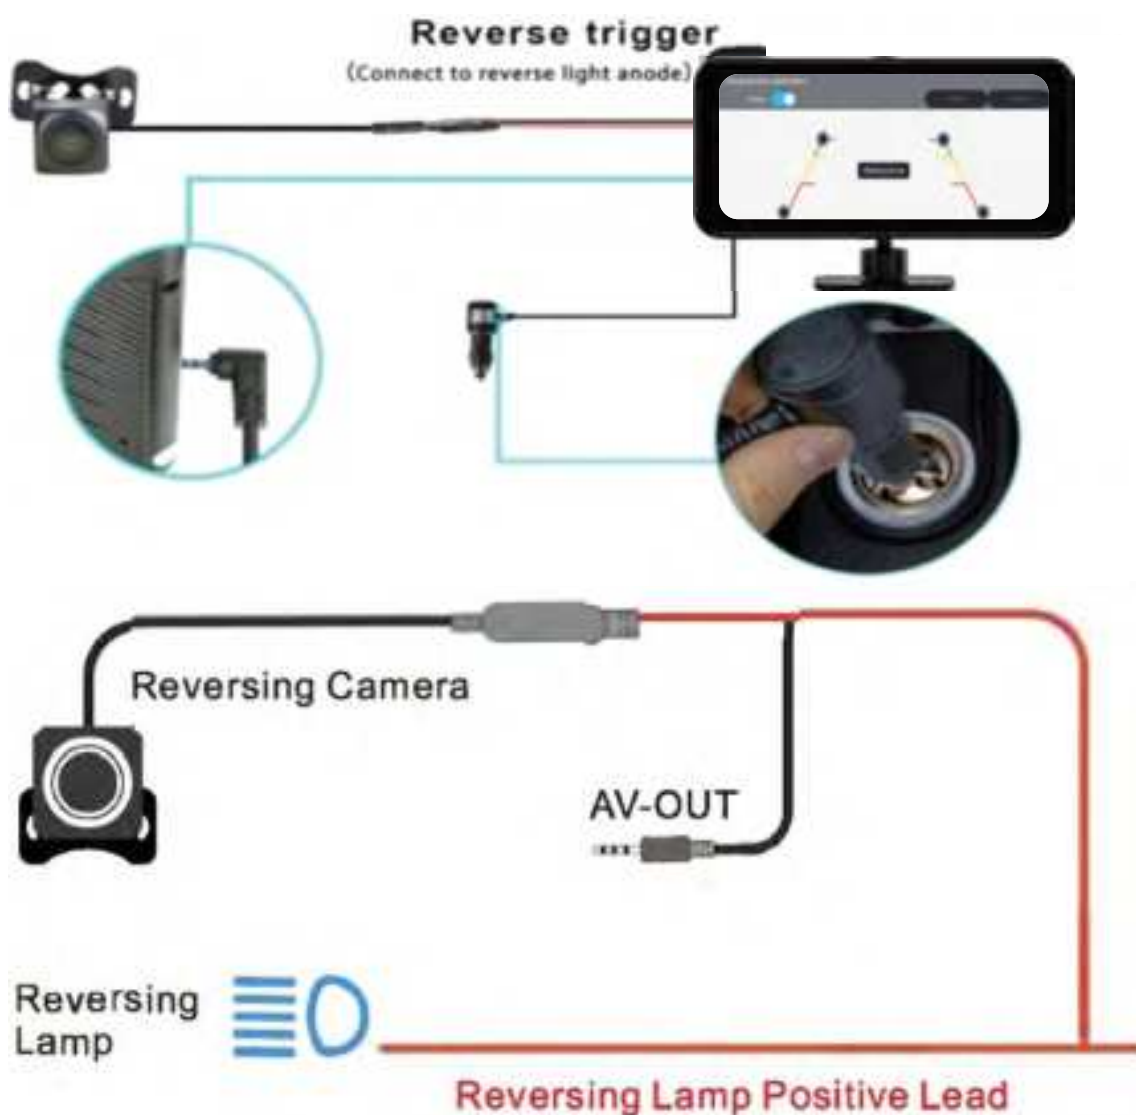 Reverse trigger
(Connect to reverse light anode)
Reversing Camera
AV-OUT
Reversing
Lamp
Reversing Lamp Positive Lead